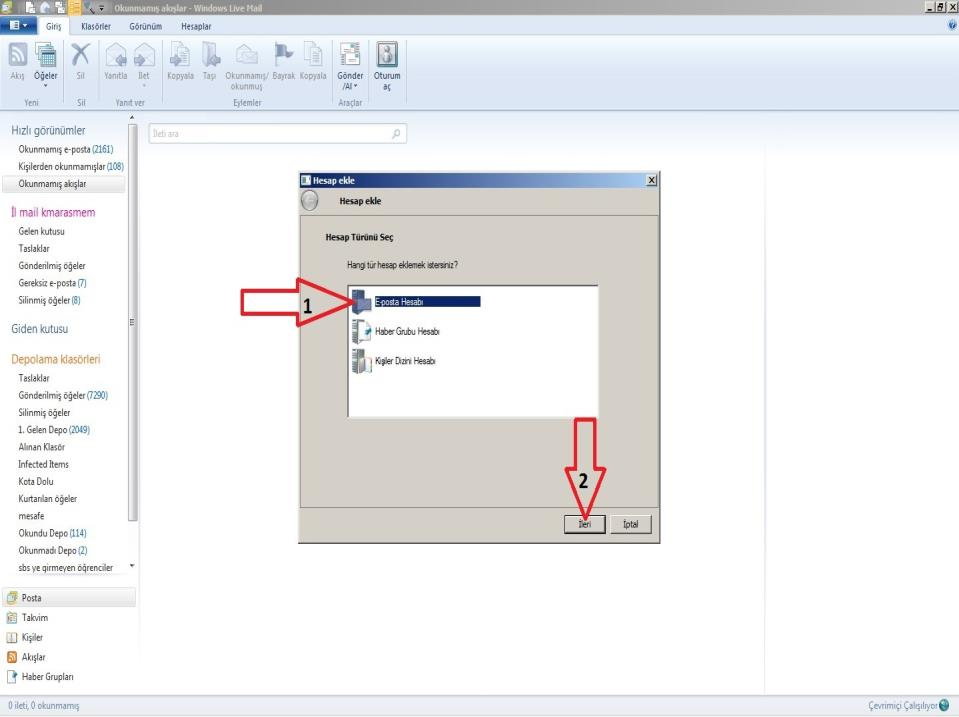 Okunmamış akışlar - Windows Live Mail
Giriş Klasörler Görünüm Hesaplar
Akış Öğeler Sil Yanıtla İlet Kopyala Taşı Okunmamış/ okunmuş Bayrak Kopyala Gönder /Al Oturum aç
Yeni Sil Yanıt ver Eylemler Araçlar
Hızlı görünümler
Okunmamış e-posta (2161)
Kişilerden okunmamışlar (108)
Okunmamış akışlar
İl mail kmarasmem
Gelen kutusu
Taslaklar
Gönderilmiş öğeler
Gereksiz e-posta (7)
Silinmiş öğeler (8)
Giden kutusu
Depolama klasörleri
Taslaklar
Gönderilmiş öğeler (7290)
Silinmiş öğeler
1. Gelen Depo (2049)
Alınan Klasör
Infected Items
Kota Dolu
Kurtarılan öğeler
mesafe
Okundu Depo (114)
Okunmadı Depo (2)
sbs ye girmeyen öğrenciler
Posta
Takvim
Kişiler
Akışlar
Haber Grupları
İleti ara
Hesap ekle
Hesap ekle
Hesap Türünü Seç
Hangi tür hesap eklemek istersiniz?
1
E-posta Hesabı
Haber Grubu Hesabı
Kişiler Dizini Hesabı
2
İleri İptal
0 ileti, 0 okunmamış
Çevrimiçi Çalışılıyor